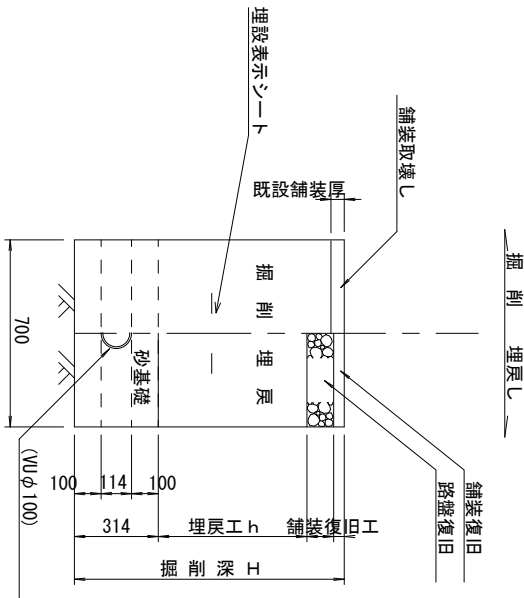 掘削 埋戻し
舗装取壊し
埋設表示シート
既設舗装厚
掘削
埋戻
砂基礎
舗装復旧
路盤復旧
700
(VUφ100)
100
114
100
314
埋戻工h
舗装復旧工
掘削深H